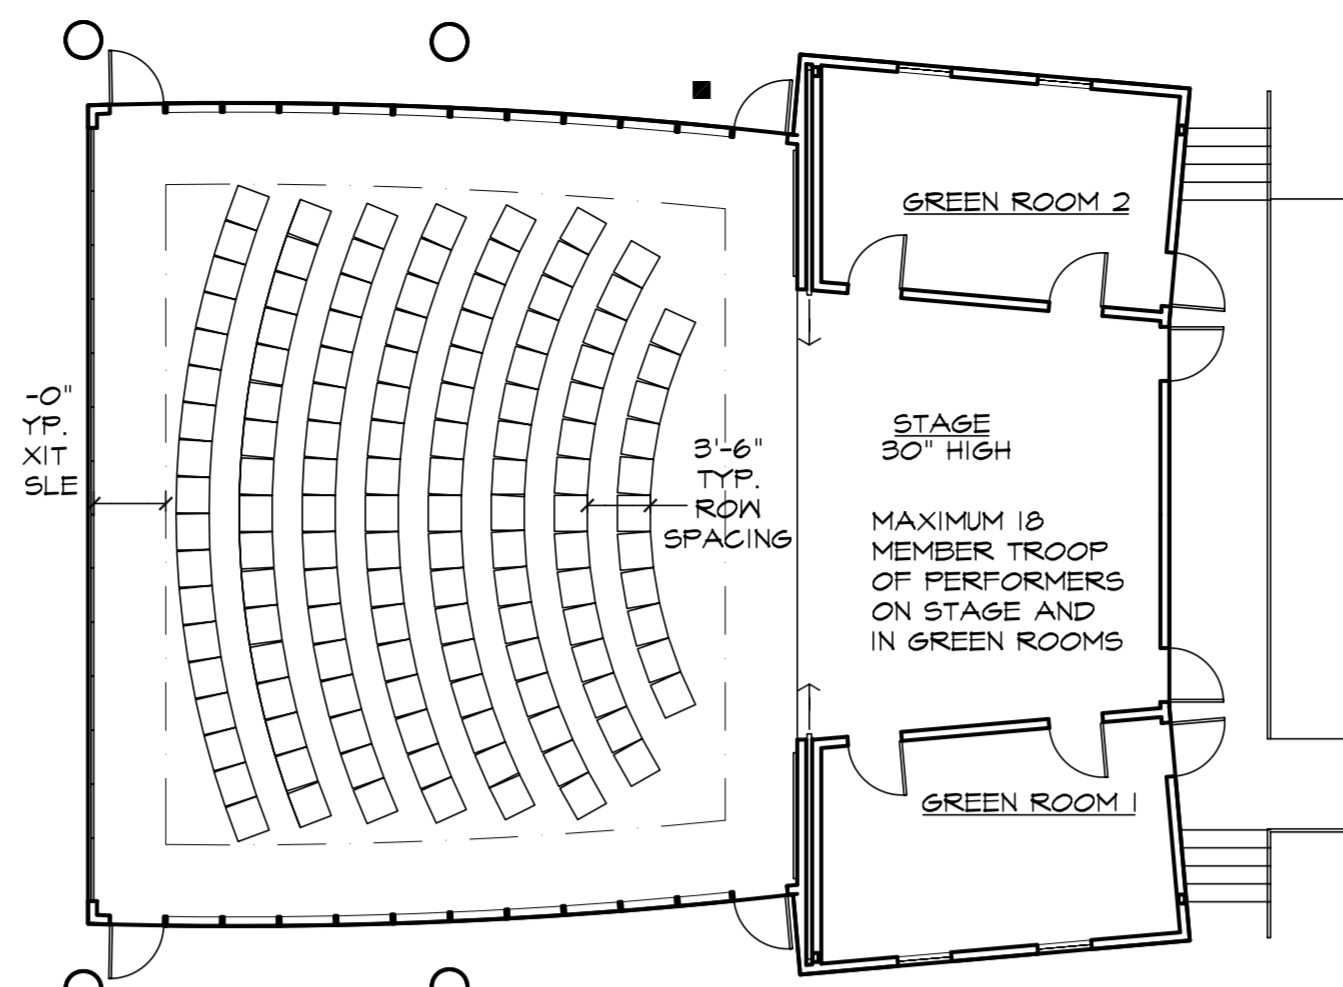 GREEN ROOM 2
-0"
YP.
XIT
SLE
3'-6"
TYP.
ROW
SPACING
STAGE
30" HIGH
MAXIMUM 18
MEMBER TROOP
OF PERFORMERS
ON STAGE AND
IN GREEN ROOMS
GREEN ROOM 1